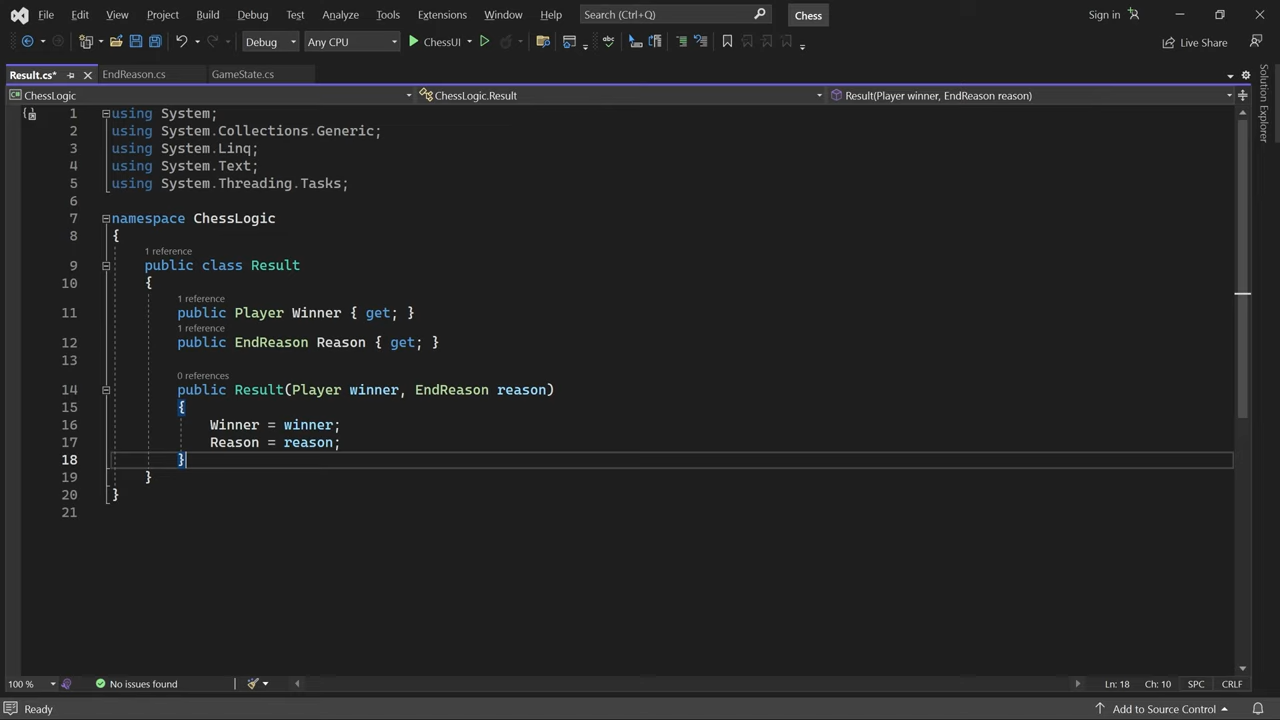 File Edit View Project Build Debug Test Analyze Tools Extensions Window Help Search (Ctrl+Q) Chess Sign in
Debug Any CPU ChessUI Live Share
Result.cs* EndReason.cs GameState.cs
ChessLogic ChessLogic.Result Result(Player winner, EndReason reason)
1 using System;
2 using System.Collections.Generic;
3 using System.Linq;
4 using System.Text;
5 using System.Threading.Tasks;
6
7 namespace ChessLogic
8 {
1 reference
9 public class Result
10 {
1 reference
11 public Player Winner { get; }
1 reference
12 public EndReason Reason { get; }
13
0 references
14 public Result(Player winner, EndReason reason)
15 {
16 Winner = winner;
17 Reason = reason;
18 }
19 }
20 }
21
Solution Explorer
100 % No issues found Ln: 18 Ch: 10 SPC CRLF
Ready Add to Source Control